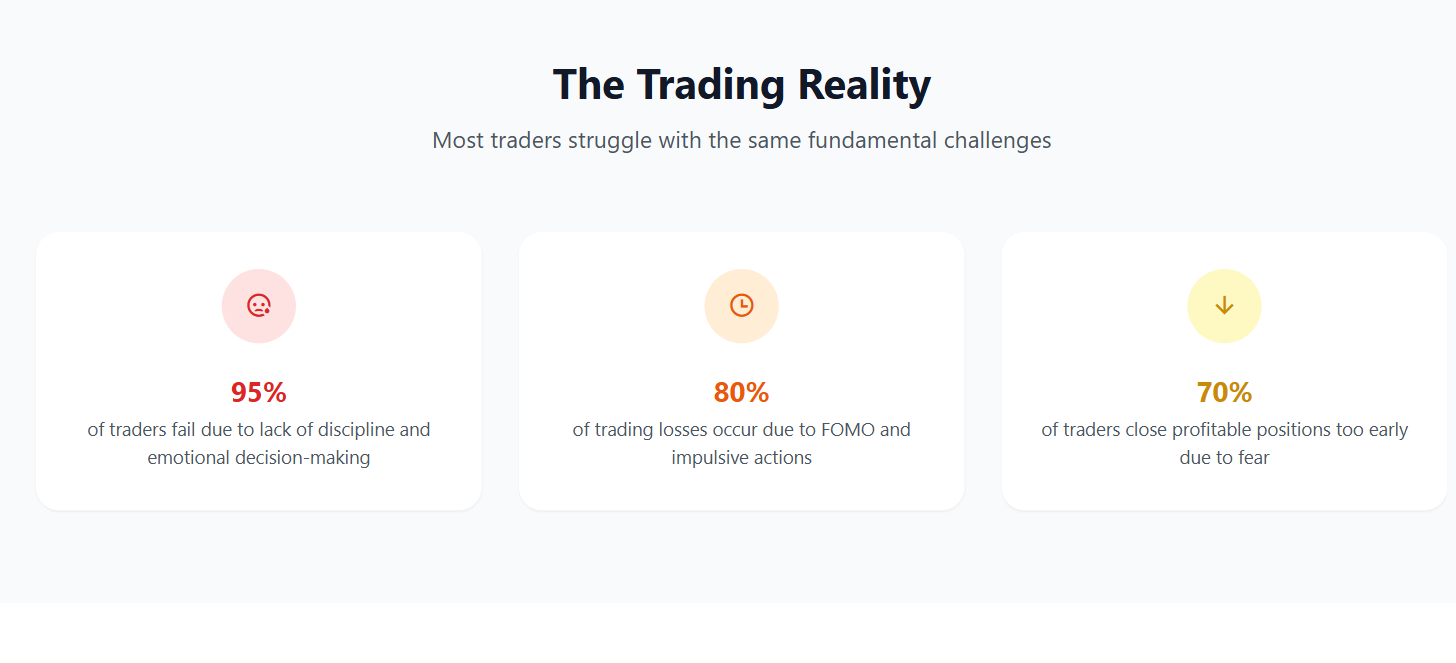 The Trading Reality
Most traders struggle with the same fundamental challenges
95%
of traders fail due to lack of discipline and
emotional decision-making
80%
of trading losses occur due to FOMO and
impulsive actions
70%
of traders close profitable positions too early
due to fear